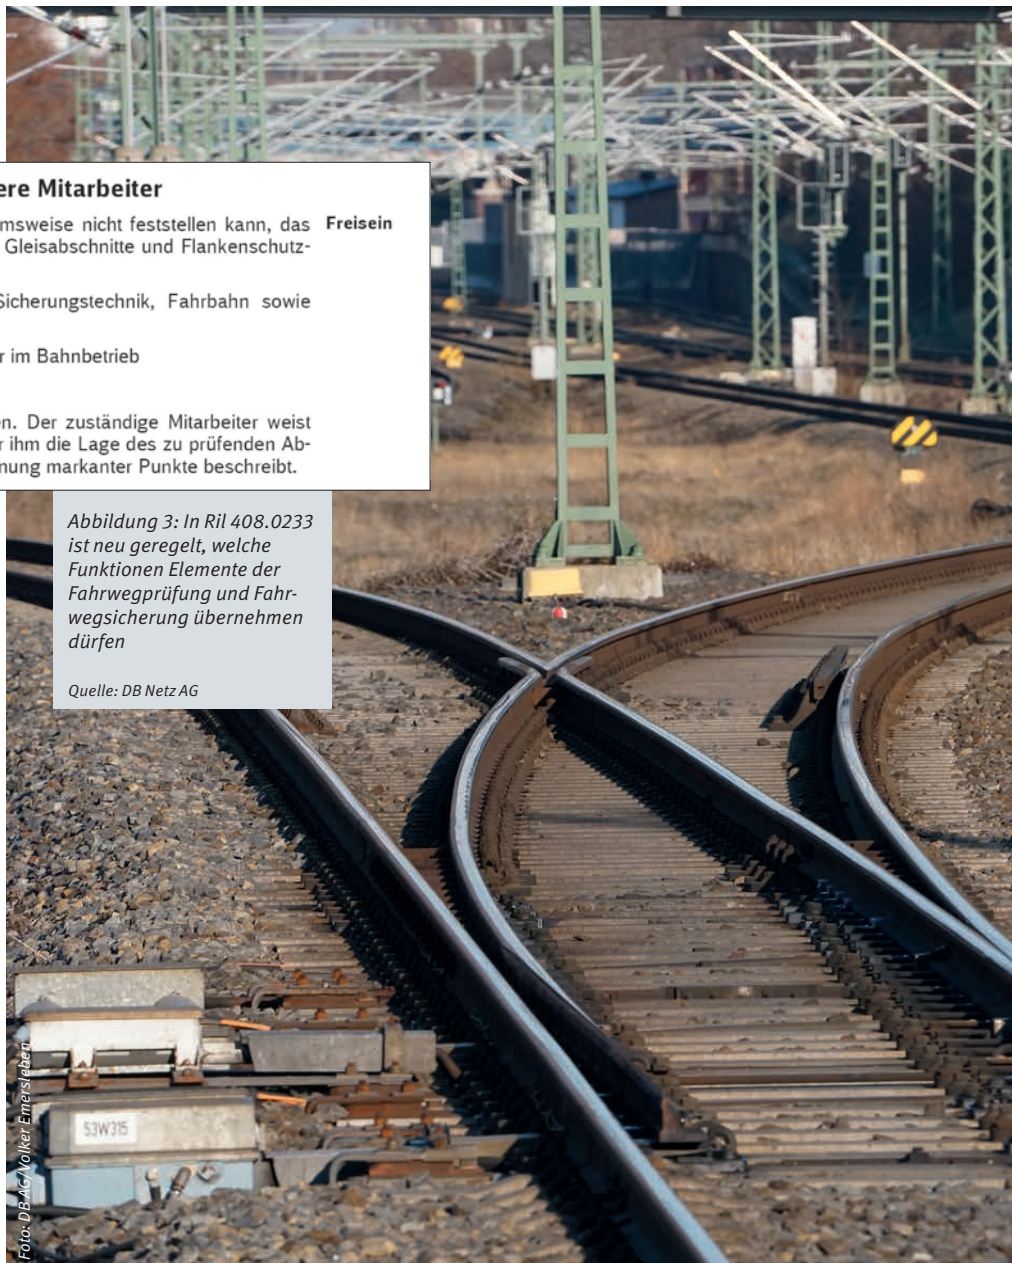 ere Mitarbeiter
msweise nicht feststellen kann, das Freisein
Gleisabschnitte und Flankenschutz-
Sicherungstechnik, Fahrbahn sowie
r im Bahnbetrieb
en. Der zuständige Mitarbeiter weist
r ihm die Lage des zu prüfenden Ab-
nung markanter Punkte beschreibt.
Abbildung 3: In Ril 408.0233
ist neu geregelt, welche
Funktionen Elemente der
Fahrwegprüfung und Fahr-
wegsicherung übernehmen
dürfen
Quelle: DB Netz AG
53W315
Foto: DB AG/Volker Emersleben